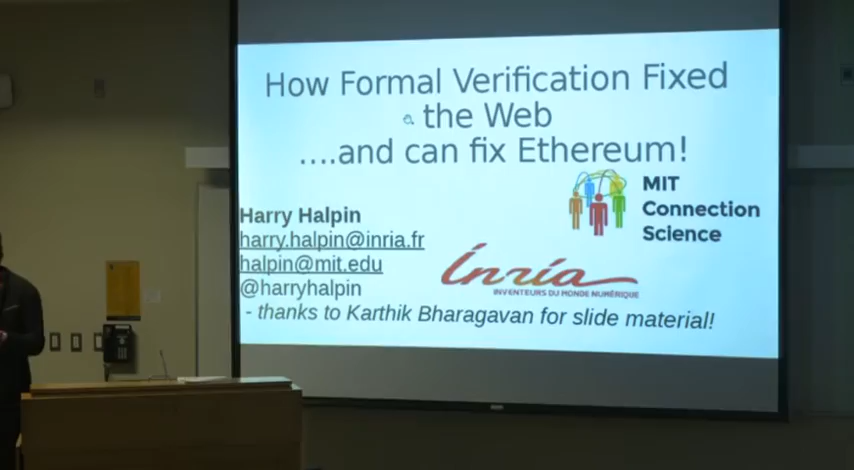 How Formal Verification Fixed
the Web
....and can fix Ethereum!
MIT
Connection
Science
Harry Halpin
harry.halpin@inria.fr
halpin@mit.edu
@harryhalpin
Inría
INVENTEURS DU MONDE NUMÉRIQUE
- thanks to Karthik Bharagavan for slide material!